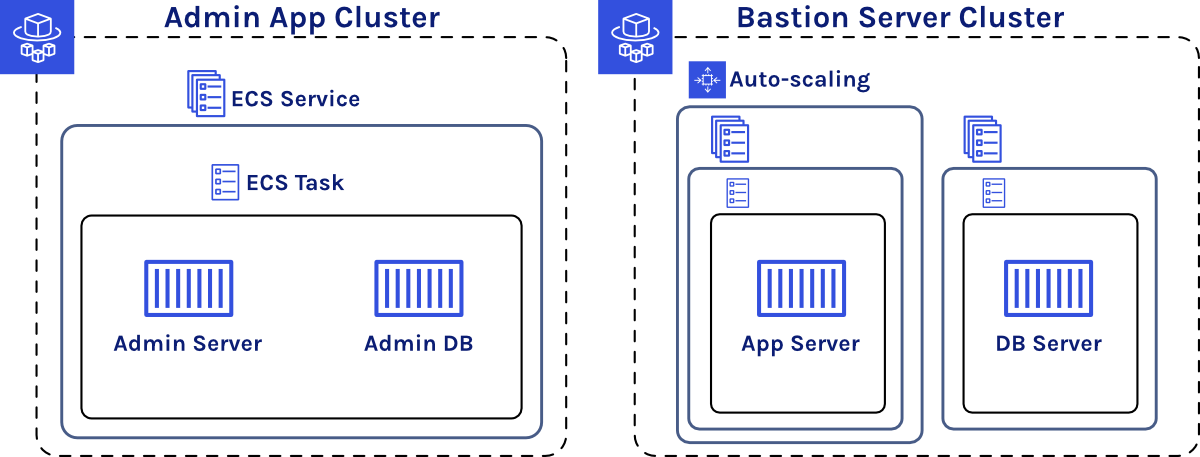 Admin App Cluster
ECS Service
ECS Task
Admin Server
Admin DB
Bastion Server Cluster
Auto-scaling
App Server
DB Server